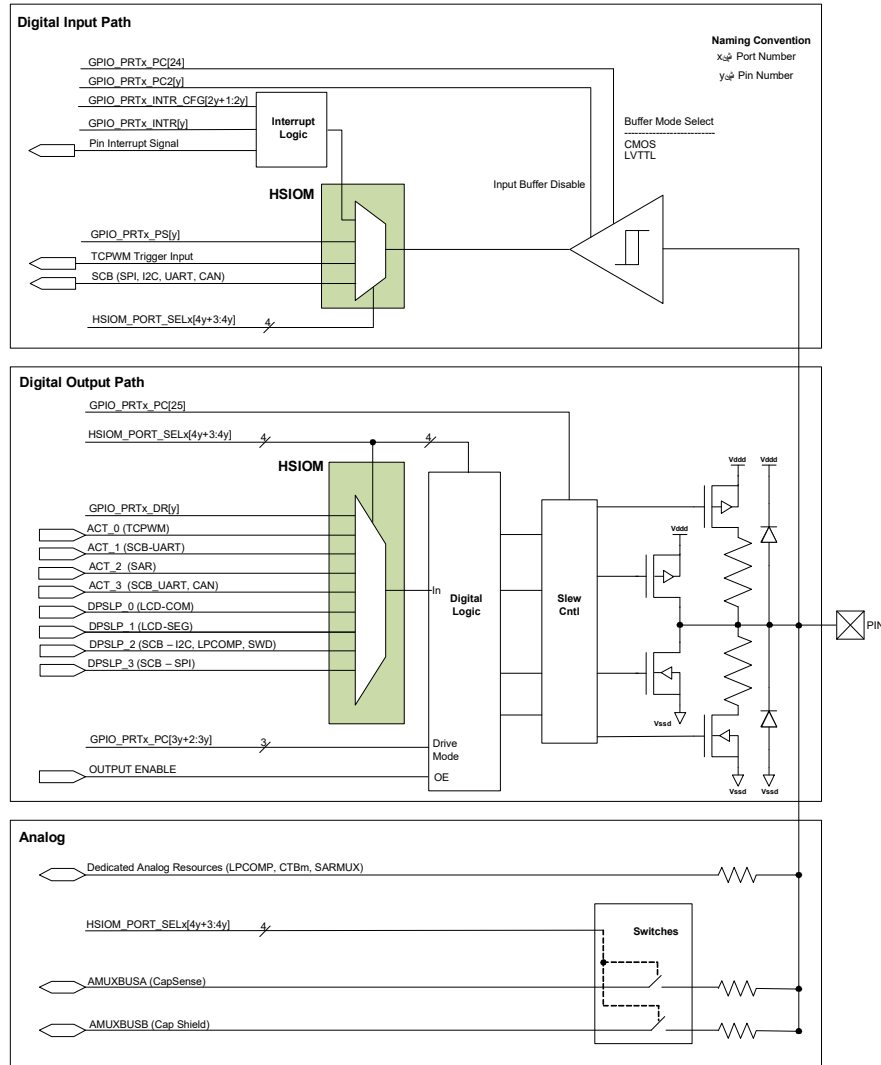 Digital Input Path
Naming Convention
x Port Number
y Pin Number
GPIO_PRTx_PC[24]
GPIO_PRTx_PC2[y]
GPIO_PRTx_INTR_CFG[2y+1:2y]
GPIO_PRTx_INTR[y]
Pin Interrupt Signal
Interrupt
Logic
Buffer Mode Select
CMOS
LVTTL
Input Buffer Disable
HSIOM
GPIO_PRTx_PS[y]
TCPWM Trigger Input
SCB (SPI, I2C, UART, CAN)
HSIOM_PORT_SELx[4y+3:4y]
4
Digital Output Path
GPIO_PRTx_PC[25]
HSIOM_PORT_SELx[4y+3:4y]
4
4
HSIOM
GPIO_PRTx_DR[y]
ACT_0 (TCPWM)
ACT_1 (SCB-UART)
ACT_2 (SAR)
ACT_3 (SCB_UART, CAN)
DPSLP_0 (LCD-COM)
DPSLP_1 (LCD-SEG)
DPSLP_2 (SCB – I2C, LPCOMP, SWD)
DPSLP_3 (SCB – SPI)
GPIO_PRTx_PC[3y+2:3y]
3
OUTPUT ENABLE
In
Digital
Logic
Drive
Mode
OE
Slew
Cntl
Vddd
Vddd
Vddd
Vssd
Vssd
Vssd
PIN
Analog
Dedicated Analog Resources (LPCOMP, CTBm, SARMUX)
HSIOM_PORT_SELx[4y+3:4y]
4
Switches
AMUXBUSA (CapSense)
AMUXBUSB (Cap Shield)